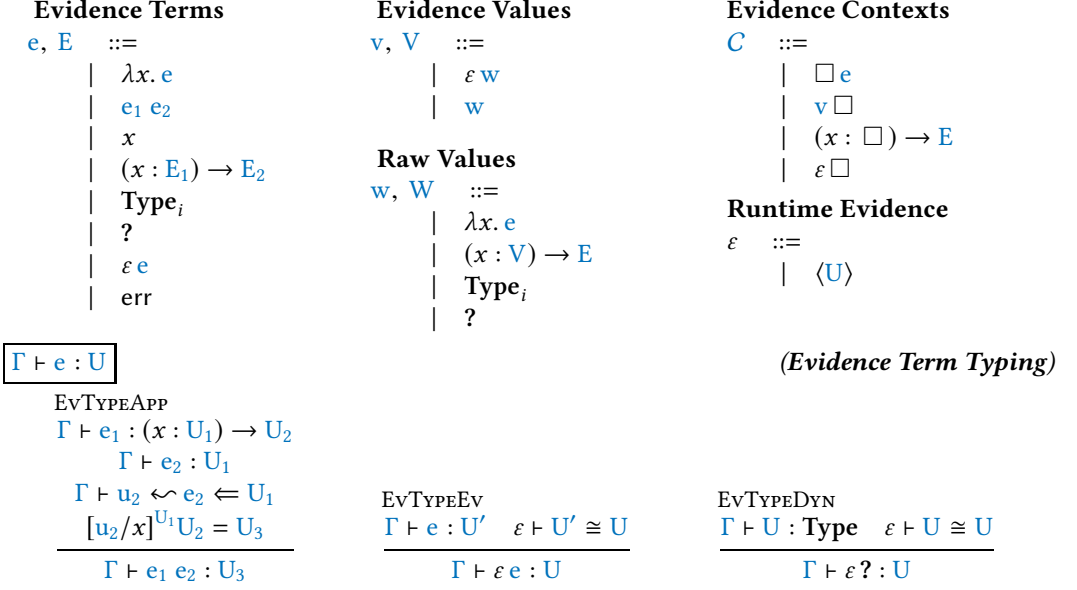 Evidence Terms
e, E ::=
| λx. e
| e₁ e₂
| x
| (x : E₁) → E₂
| Typeᵢ
| ?
| ε e
| err
Evidence Values
v, V ::=
| ε w
| w
Raw Values
w, W ::=
| λx. e
| (x : V) → E
| Typeᵢ
| ?
Evidence Contexts
C ::=
| □ e
| v □
| (x : □) → E
| ε □
Runtime Evidence
ε ::=
| ⟨U⟩
Γ ⊢ e : U
(Evidence Term Typing)
EvTypeApp
Γ ⊢ e₁ : (x : U₁) → U₂
Γ ⊢ e₂ : U₁
Γ ⊢ u₂ ↜ e₂ ⇐ U₁
[u₂/x]^U₁ U₂ = U₃
Γ ⊢ e₁ e₂ : U₃
EvTypeEv
Γ ⊢ e : U′ ε ⊢ U′ ≅ U
Γ ⊢ ε e : U
EvTypeDyn
Γ ⊢ U : Type ε ⊢ U ≅ U
Γ ⊢ ε ? : U